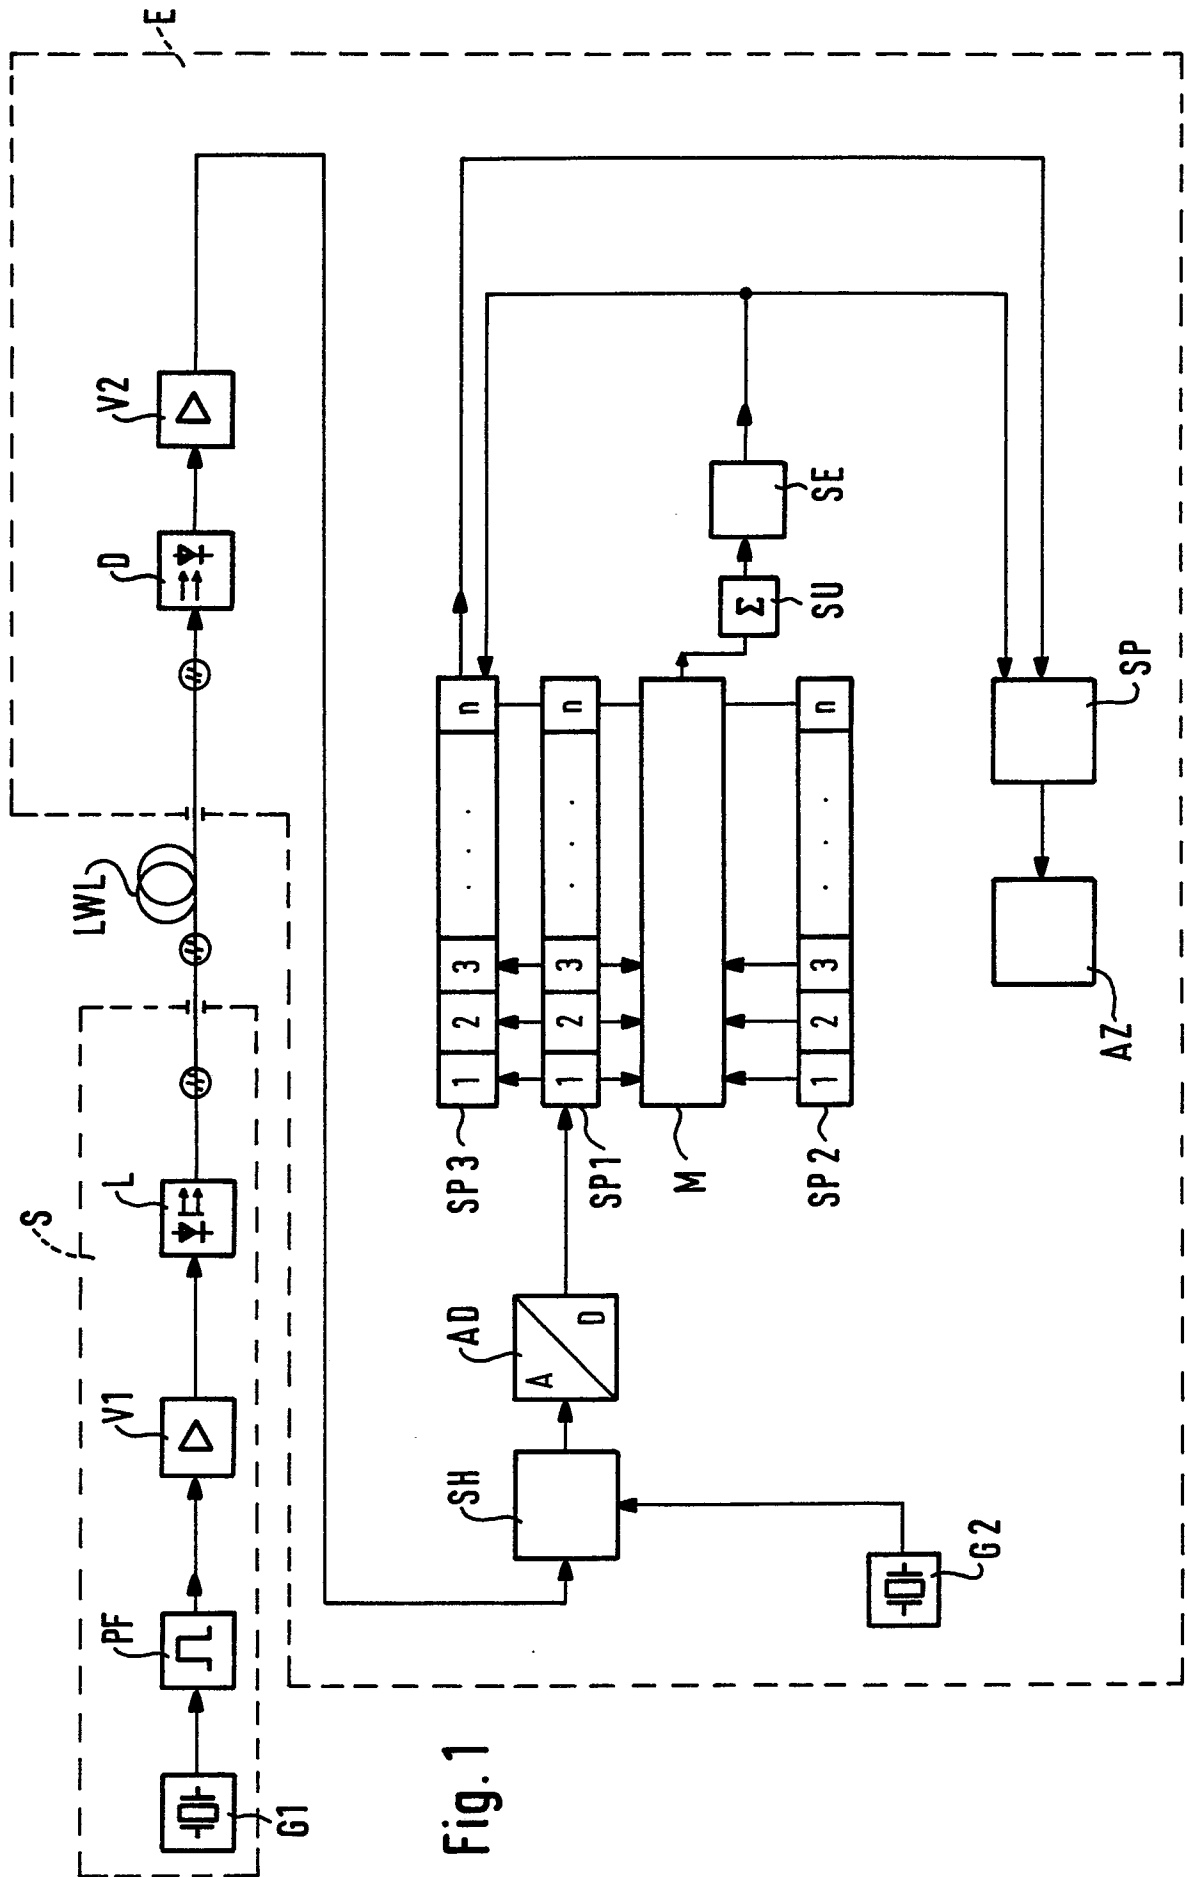 E
S
G1
PF
V1
L
LWL
D
V2
SH
A
D
AD
G2
SP3
1 2 3 . . . n
SP1
1 2 3 . . . n
M
SP2
1 2 3 . . . n
Σ
SU
SE
AZ
SP
Fig. 1